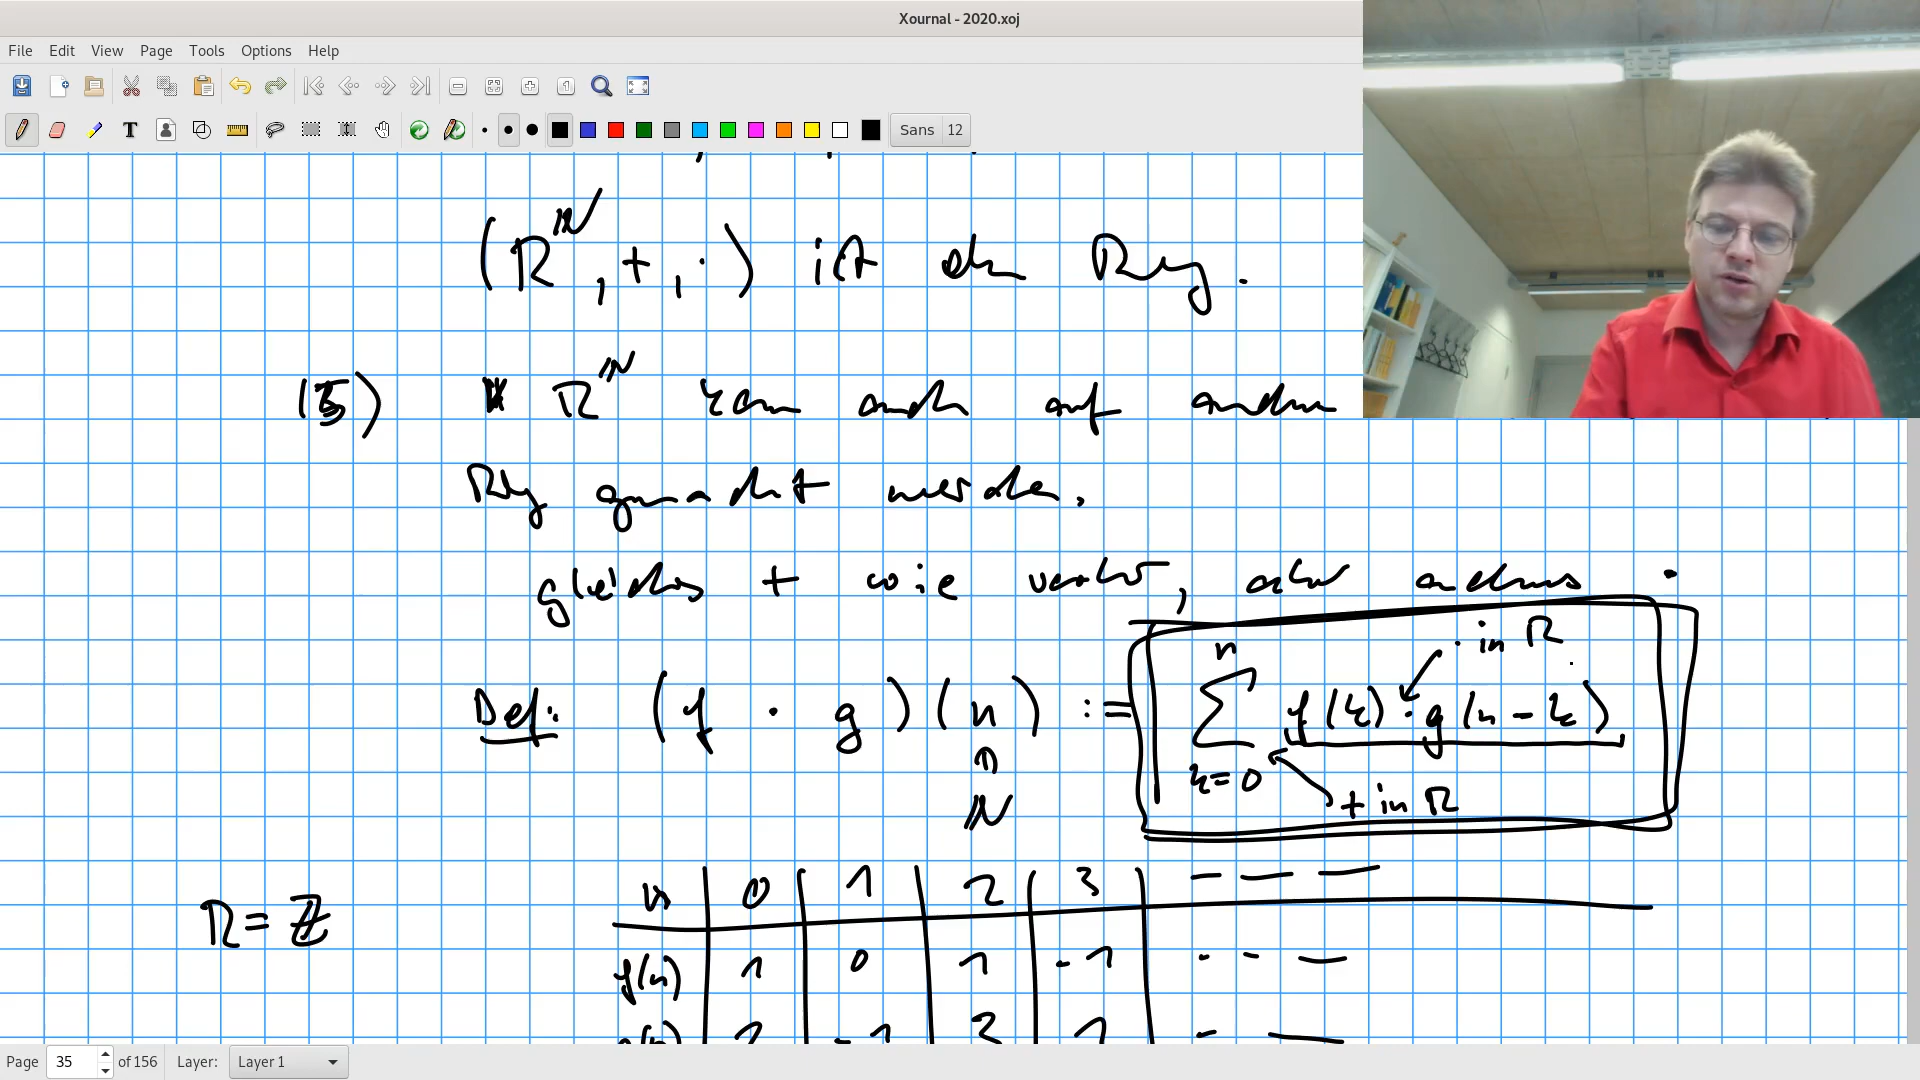 Xournal - 2020.xoj
File Edit View Page Tools Options Help
Sans 12
(R^ℕ, +, ·) ist ein Ring.
(5) R^ℕ kann auch auf andere
Ring gemacht werden.
gleiches + wie vorher, aber anderes ·
Def: (f · g)(n) := ∑ f(k) · g(n-k)
n
k=0
· in R
+ in R
ℕ
R = ℤ
n 0 1 2 3
f(n) 1 0 1 -1
Page 35 of 156 Layer: Layer 1